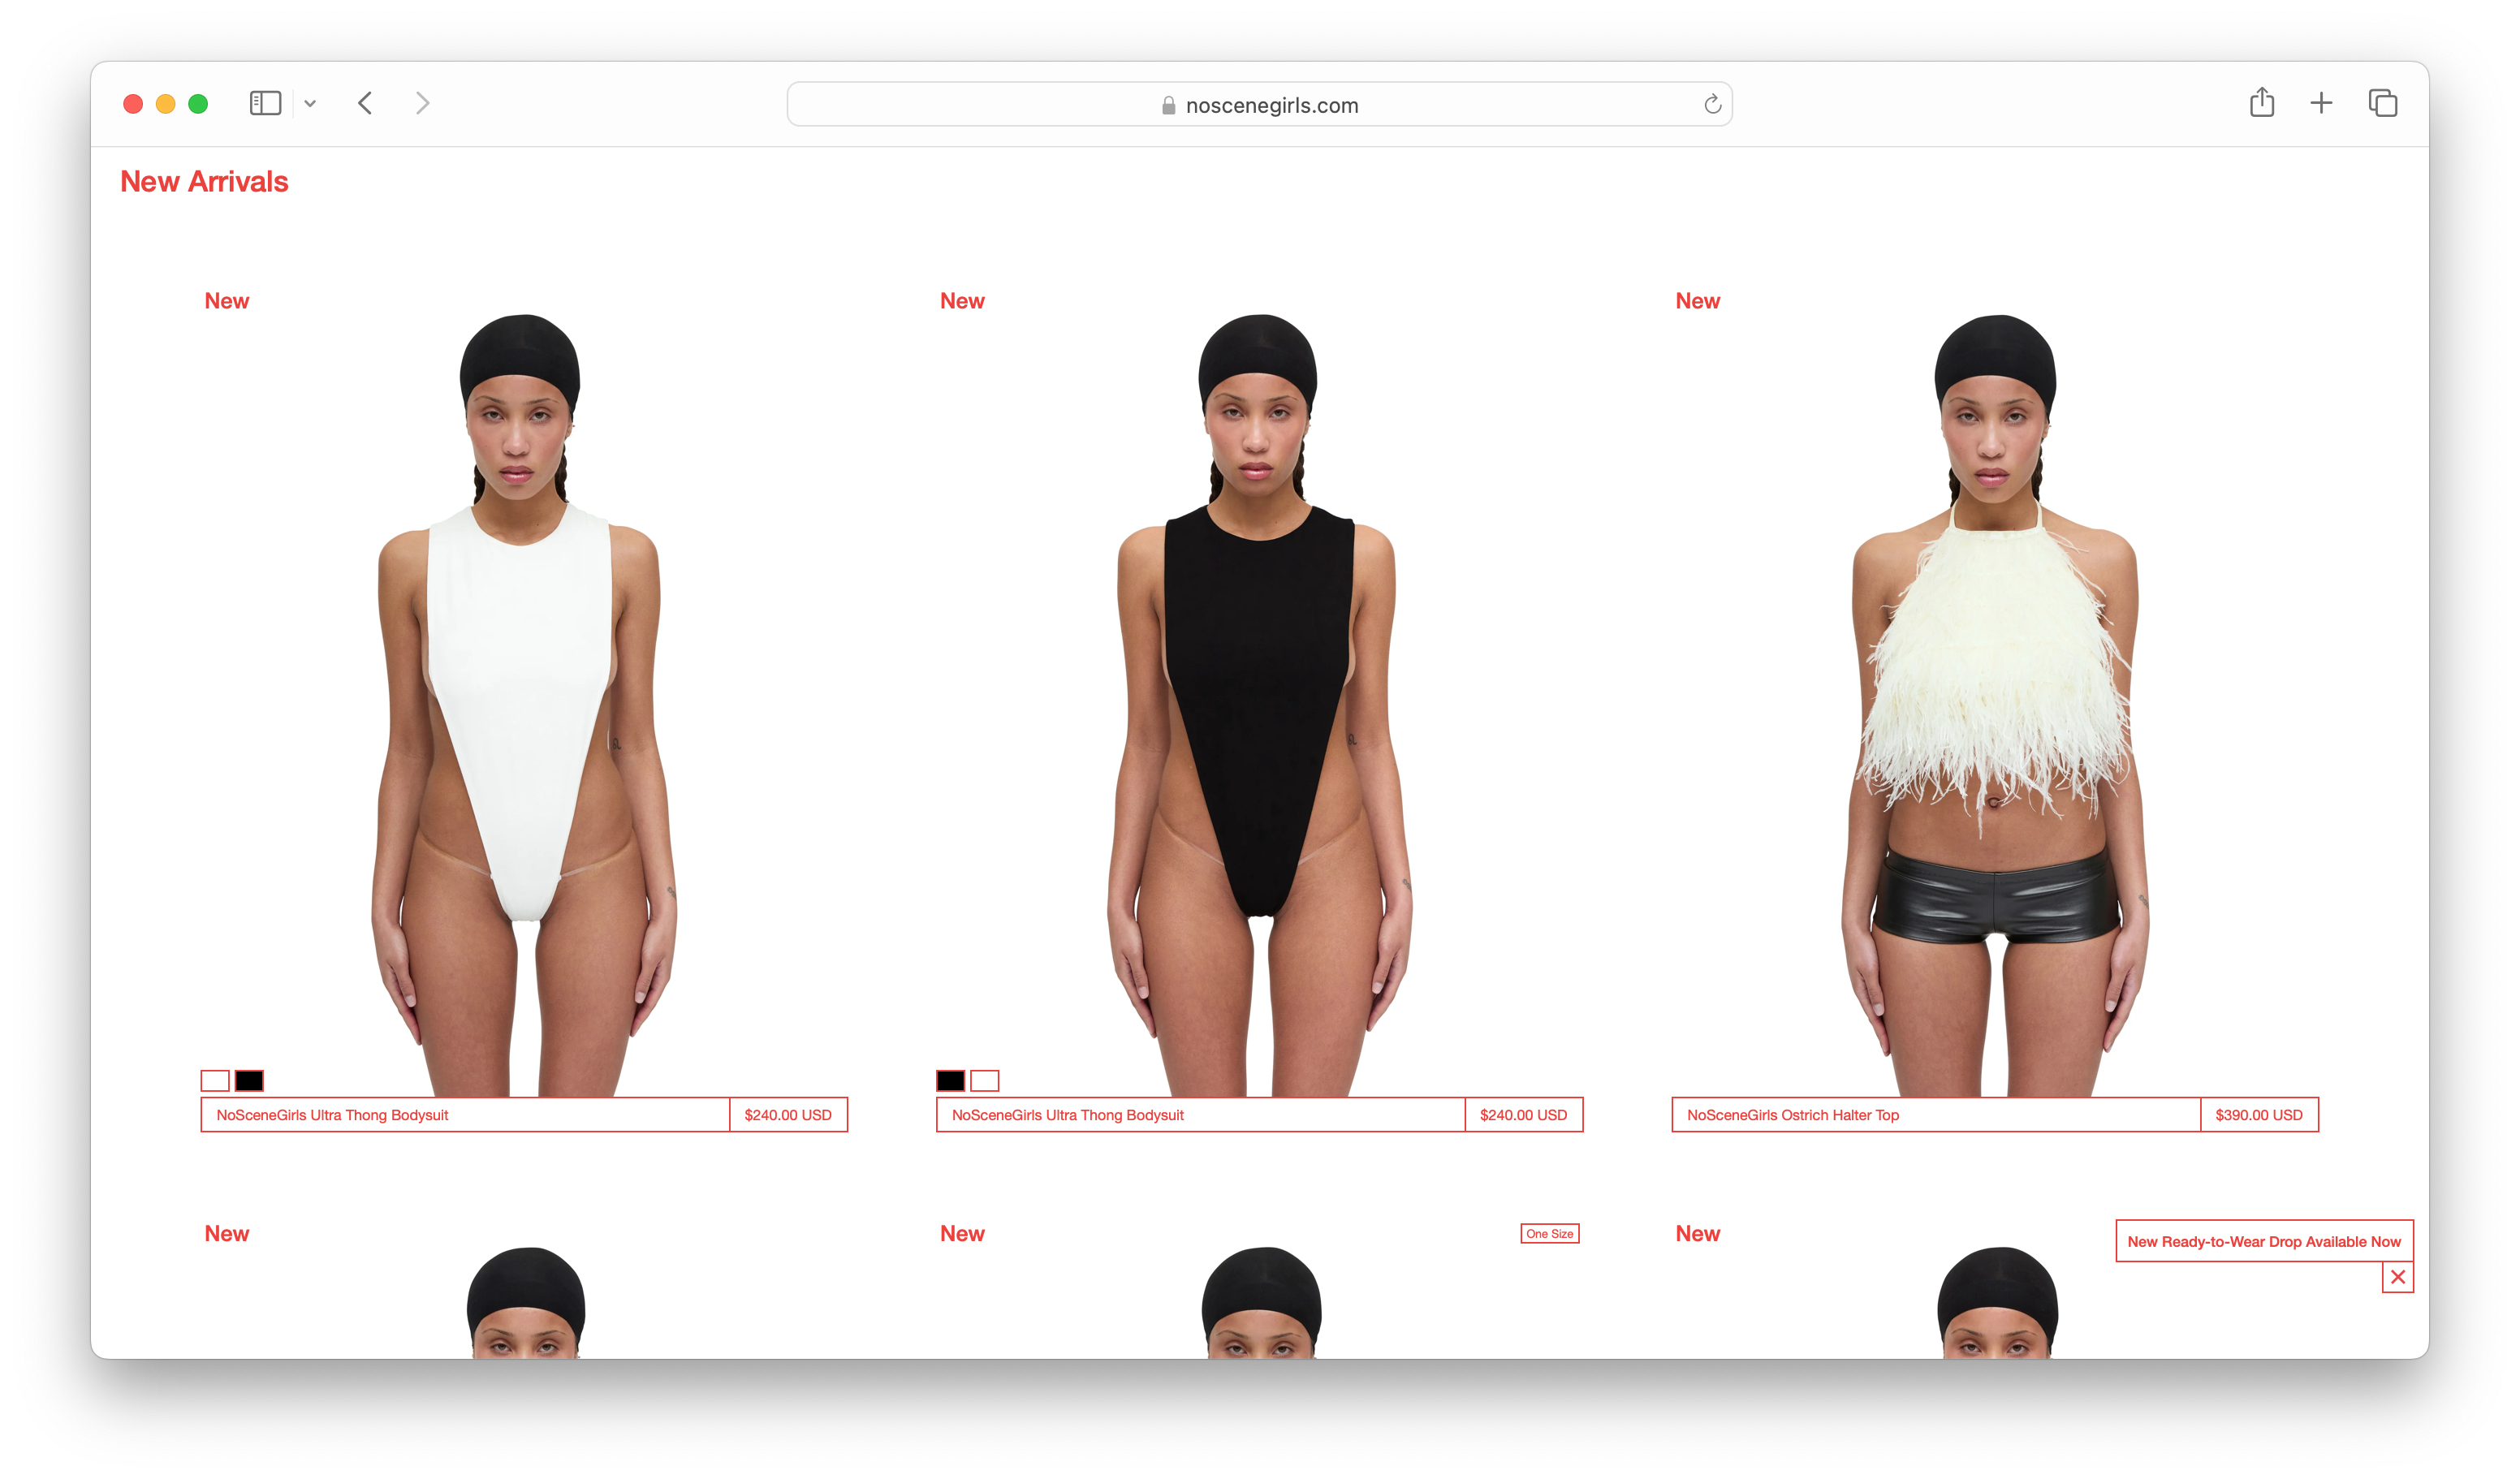 noscenegirls.com
New Arrivals
New
New
New
NoSceneGirls Ultra Thong Bodysuit
$240.00 USD
NoSceneGirls Ultra Thong Bodysuit
$240.00 USD
NoSceneGirls Ostrich Halter Top
$390.00 USD
New
New
One Size
New
New Ready-to-Wear Drop Available Now